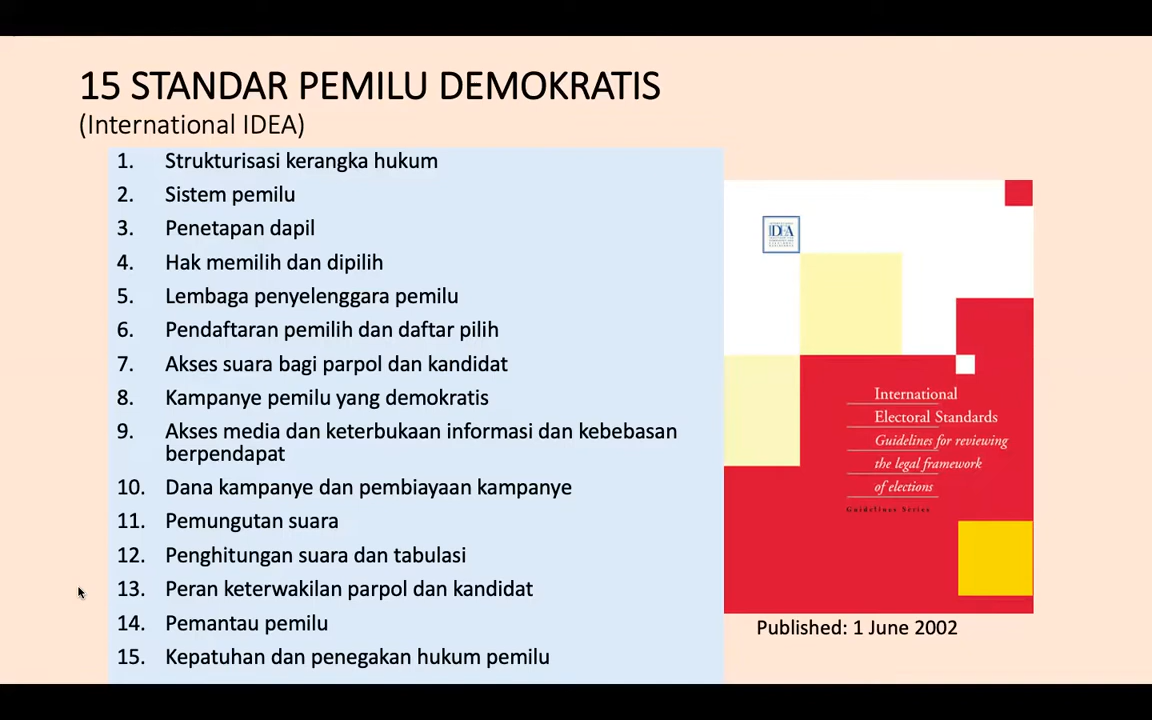 15 STANDAR PEMILU DEMOKRATIS
(International IDEA)
1. Strukturisasi kerangka hukum
2. Sistem pemilu
3. Penetapan dapil
4. Hak memilih dan dipilih
5. Lembaga penyelenggara pemilu
6. Pendaftaran pemilih dan daftar pilih
7. Akses suara bagi parpol dan kandidat
8. Kampanye pemilu yang demokratis
9. Akses media dan keterbukaan informasi dan kebebasan
berpendapat
10. Dana kampanye dan pembiayaan kampanye
11. Pemungutan suara
12. Penghitungan suara dan tabulasi
13. Peran keterwakilan parpol dan kandidat
14. Pemantau pemilu
15. Kepatuhan dan penegakan hukum pemilu
IDEA
International
Electoral Standards
Guidelines for reviewing
the legal framework
of elections
Guidelines Series
Published: 1 June 2002